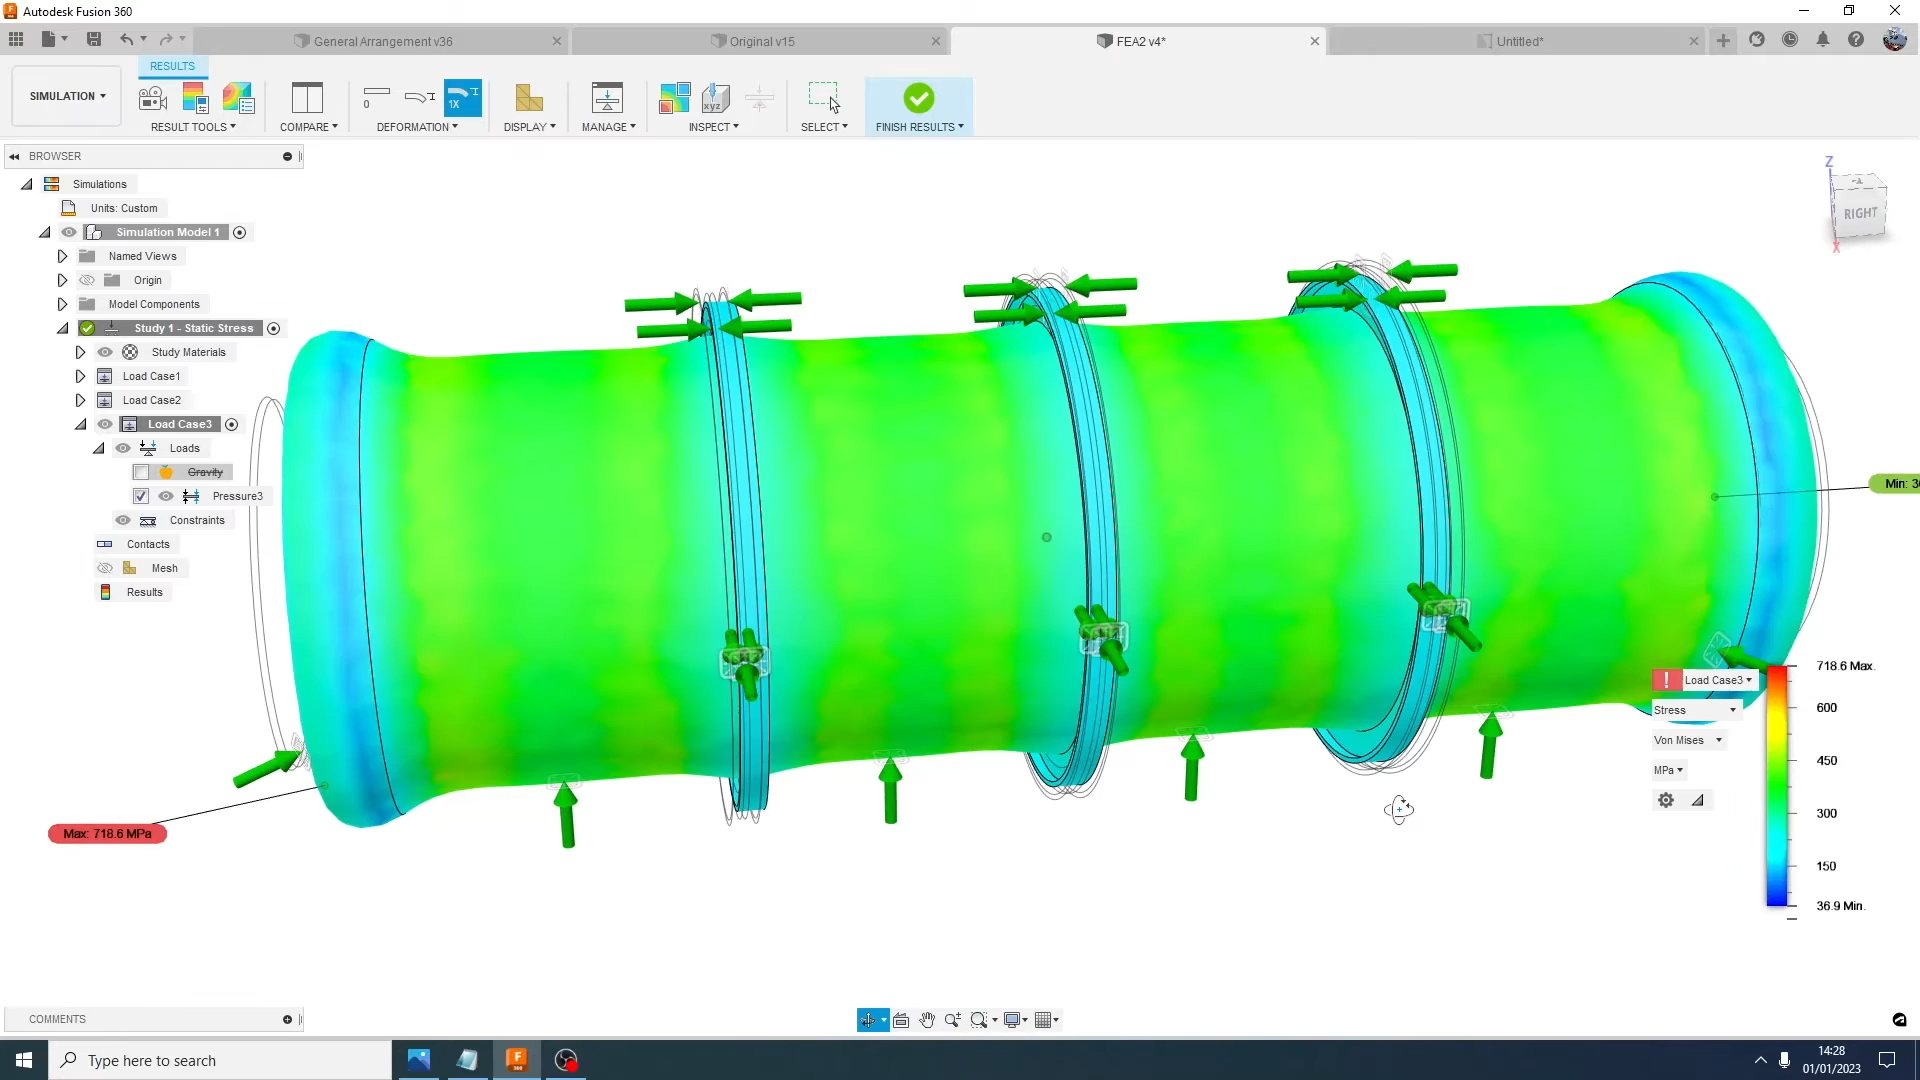 Autodesk Fusion 360
General Arrangement v36
Original v15
FEA2 v4*
Untitled*
SIMULATION
RESULTS
RESULT TOOLS
COMPARE
0
1X
DEFORMATION
DISPLAY
MANAGE
xyz
INSPECT
SELECT
FINISH RESULTS
BROWSER
Simulations
Units: Custom
Simulation Model 1
Named Views
Origin
Model Components
Study 1 - Static Stress
Study Materials
Load Case1
Load Case2
Load Case3
Loads
Gravity
Pressure3
Constraints
Contacts
Mesh
Results
Z
RIGHT
X
Min: 3
Max: 718.6 MPa
Load Case3
Stress
Von Mises
MPa
718.6 Max.
600
450
300
150
36.9 Min.
COMMENTS
Type here to search
14:28
01/01/2023